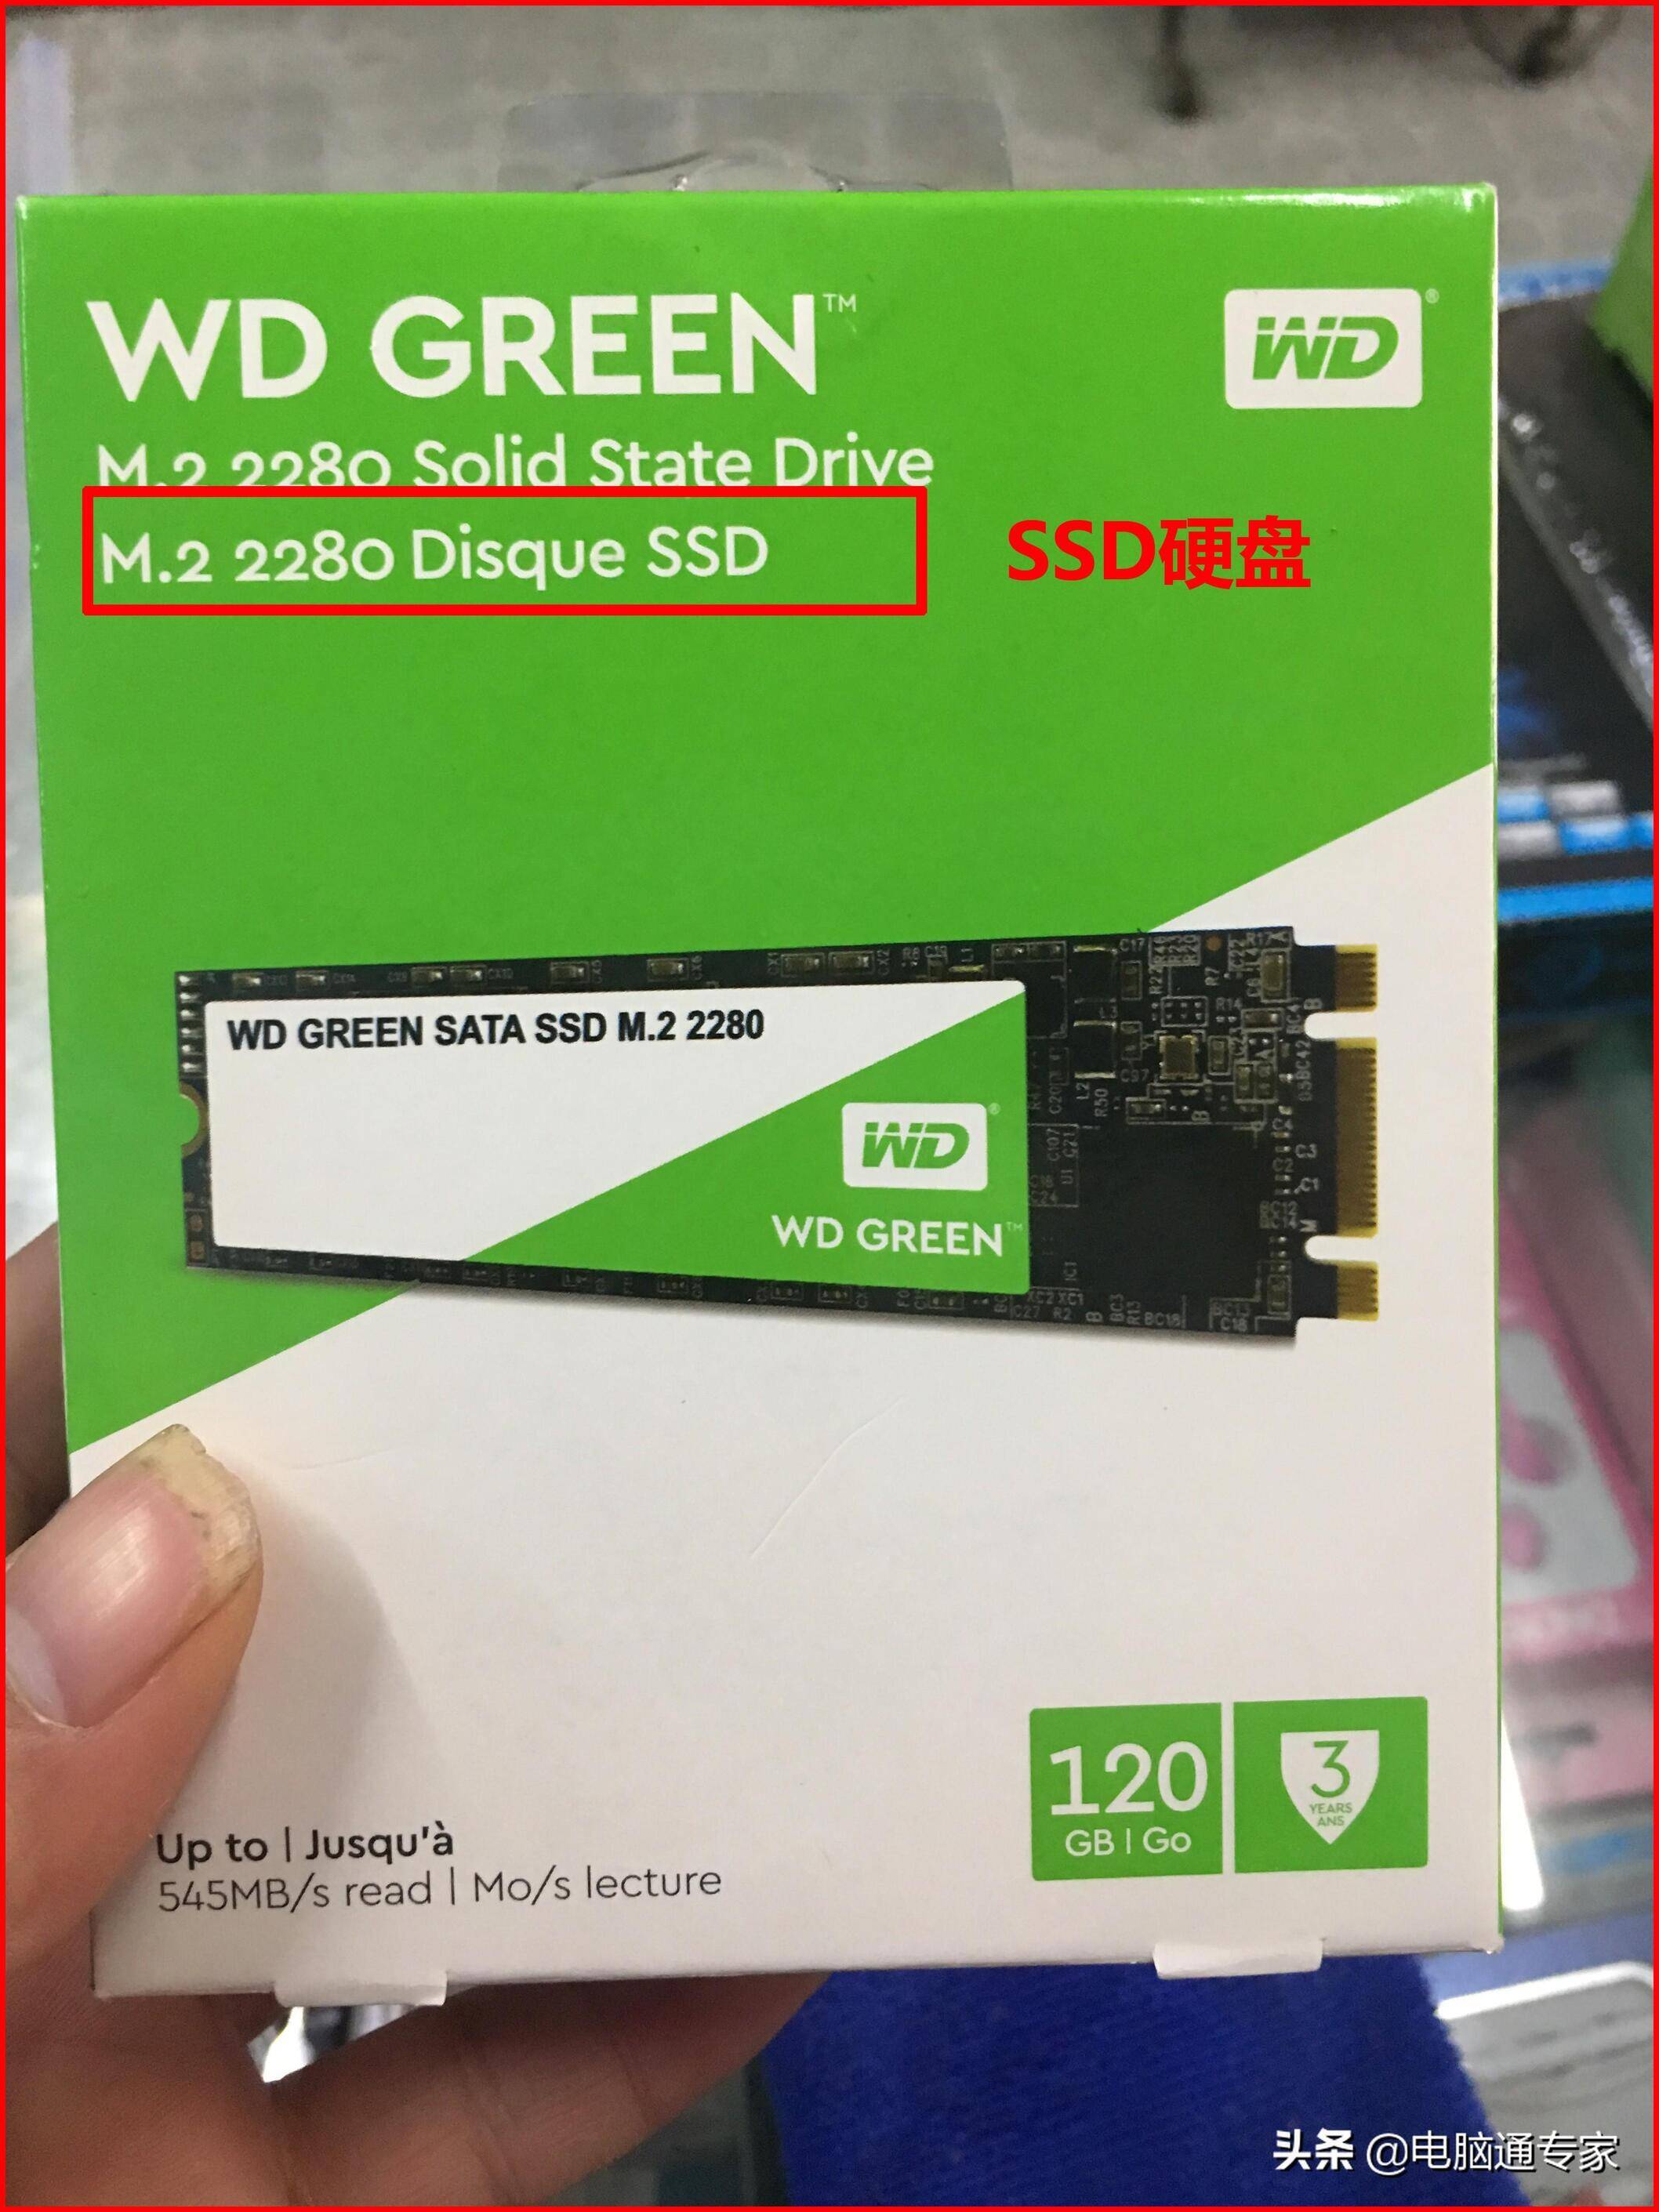 WD GREEN™
WD®
M.2 2280 Solid State Drive
M.2 2280 Disque SSD
SSD硬盘
WD GREEN SATA SSD M.2 2280
WD®
WD GREEN™
120
GB | Go
3
YEARS
ANS
Up to | Jusqu'à
545MB/s read | Mo/s lecture
头条 @电脑通专家